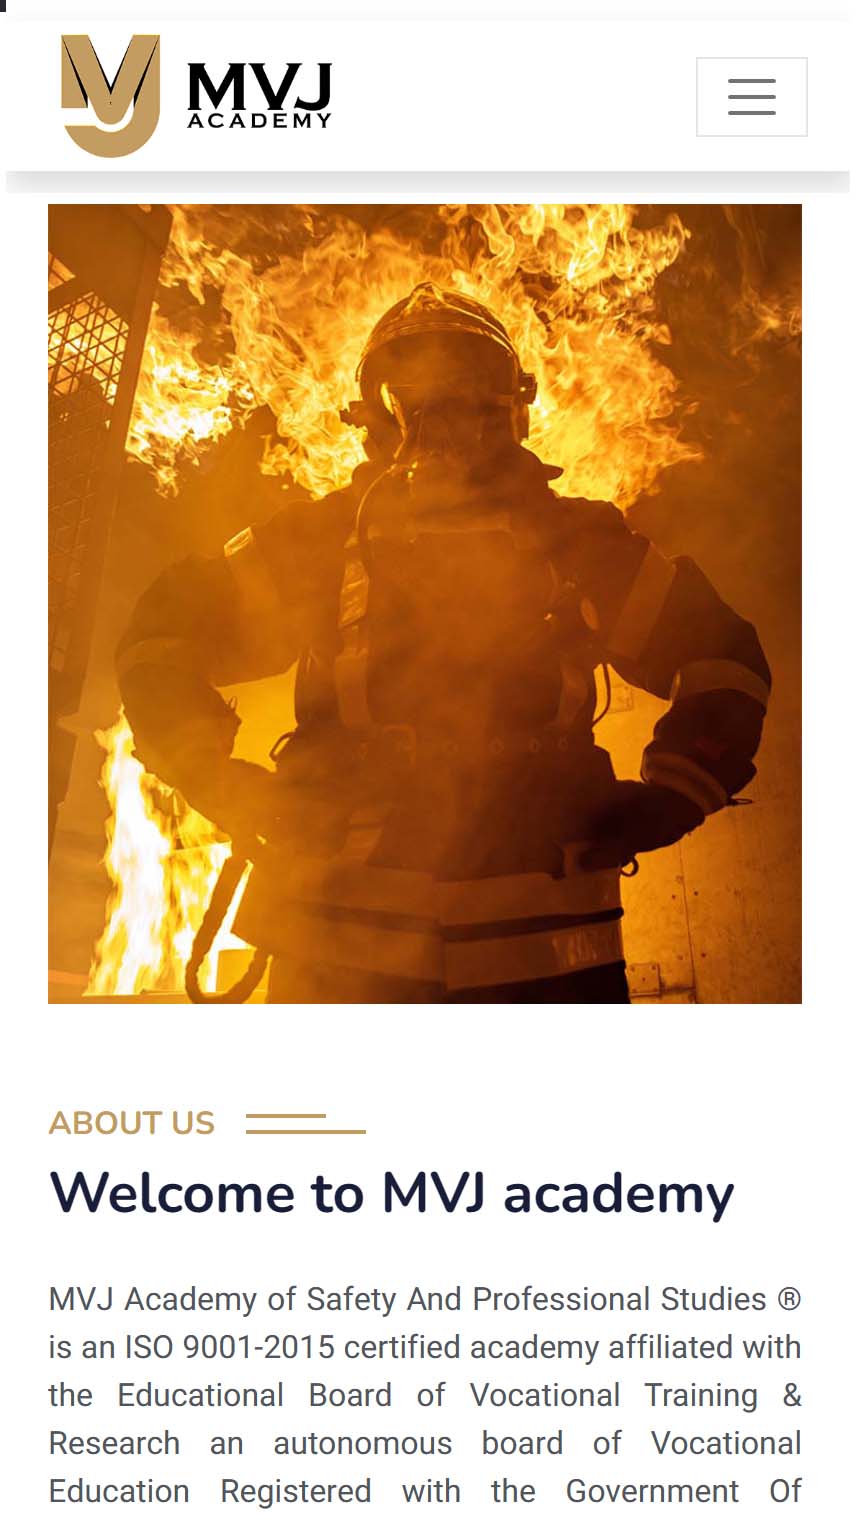 MVJ
ACADEMY
ABOUT US
Welcome to MVJ academy
MVJ Academy of Safety And Professional Studies ®
is an ISO 9001-2015 certified academy affiliated with
the Educational Board of Vocational Training &
Research an autonomous board of Vocational
Education Registered with the Government Of